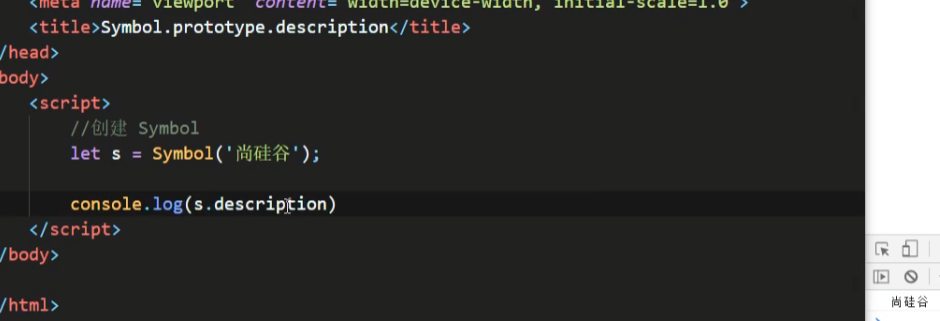 <meta name="viewport" content="width=device-width, initial-scale=1.0">
<title>Symbol.prototype.description</title>
/head>
body>
<script>
//创建 Symbol
let s = Symbol('尚硅谷');
console.log(s.description)
</script>
/body>
/html>
尚硅谷